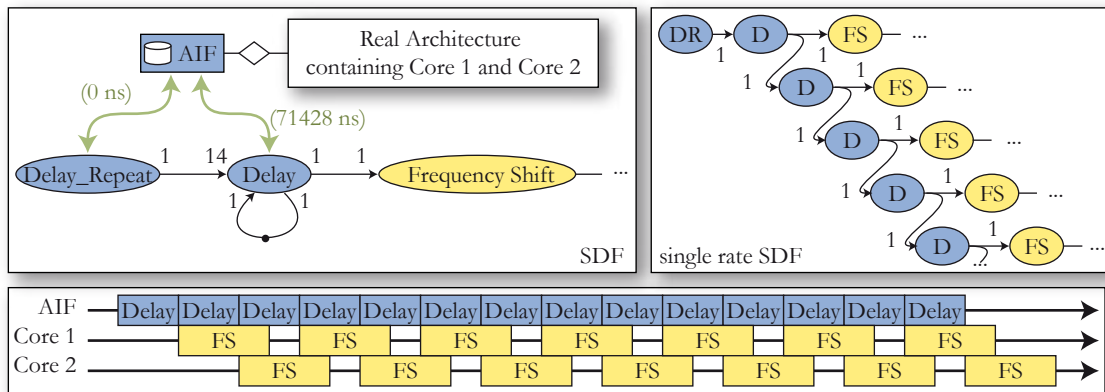 AIF
Real Architecture
containing Core 1 and Core 2
(0 ns)
(71428 ns)
Delay_Repeat
1
14
Delay
1
1
Frequency Shift
...
1
1
SDF
DR
1
D
1
FS
...
1
D
1
FS
...
1
D
1
FS
...
1
D
1
FS
...
1
D
1
FS
...
...
single rate SDF
AIF
Delay Delay Delay Delay Delay Delay Delay Delay Delay Delay Delay Delay Delay Delay
Core 1
FS FS FS FS FS FS FS
Core 2
FS FS FS FS FS FS FS